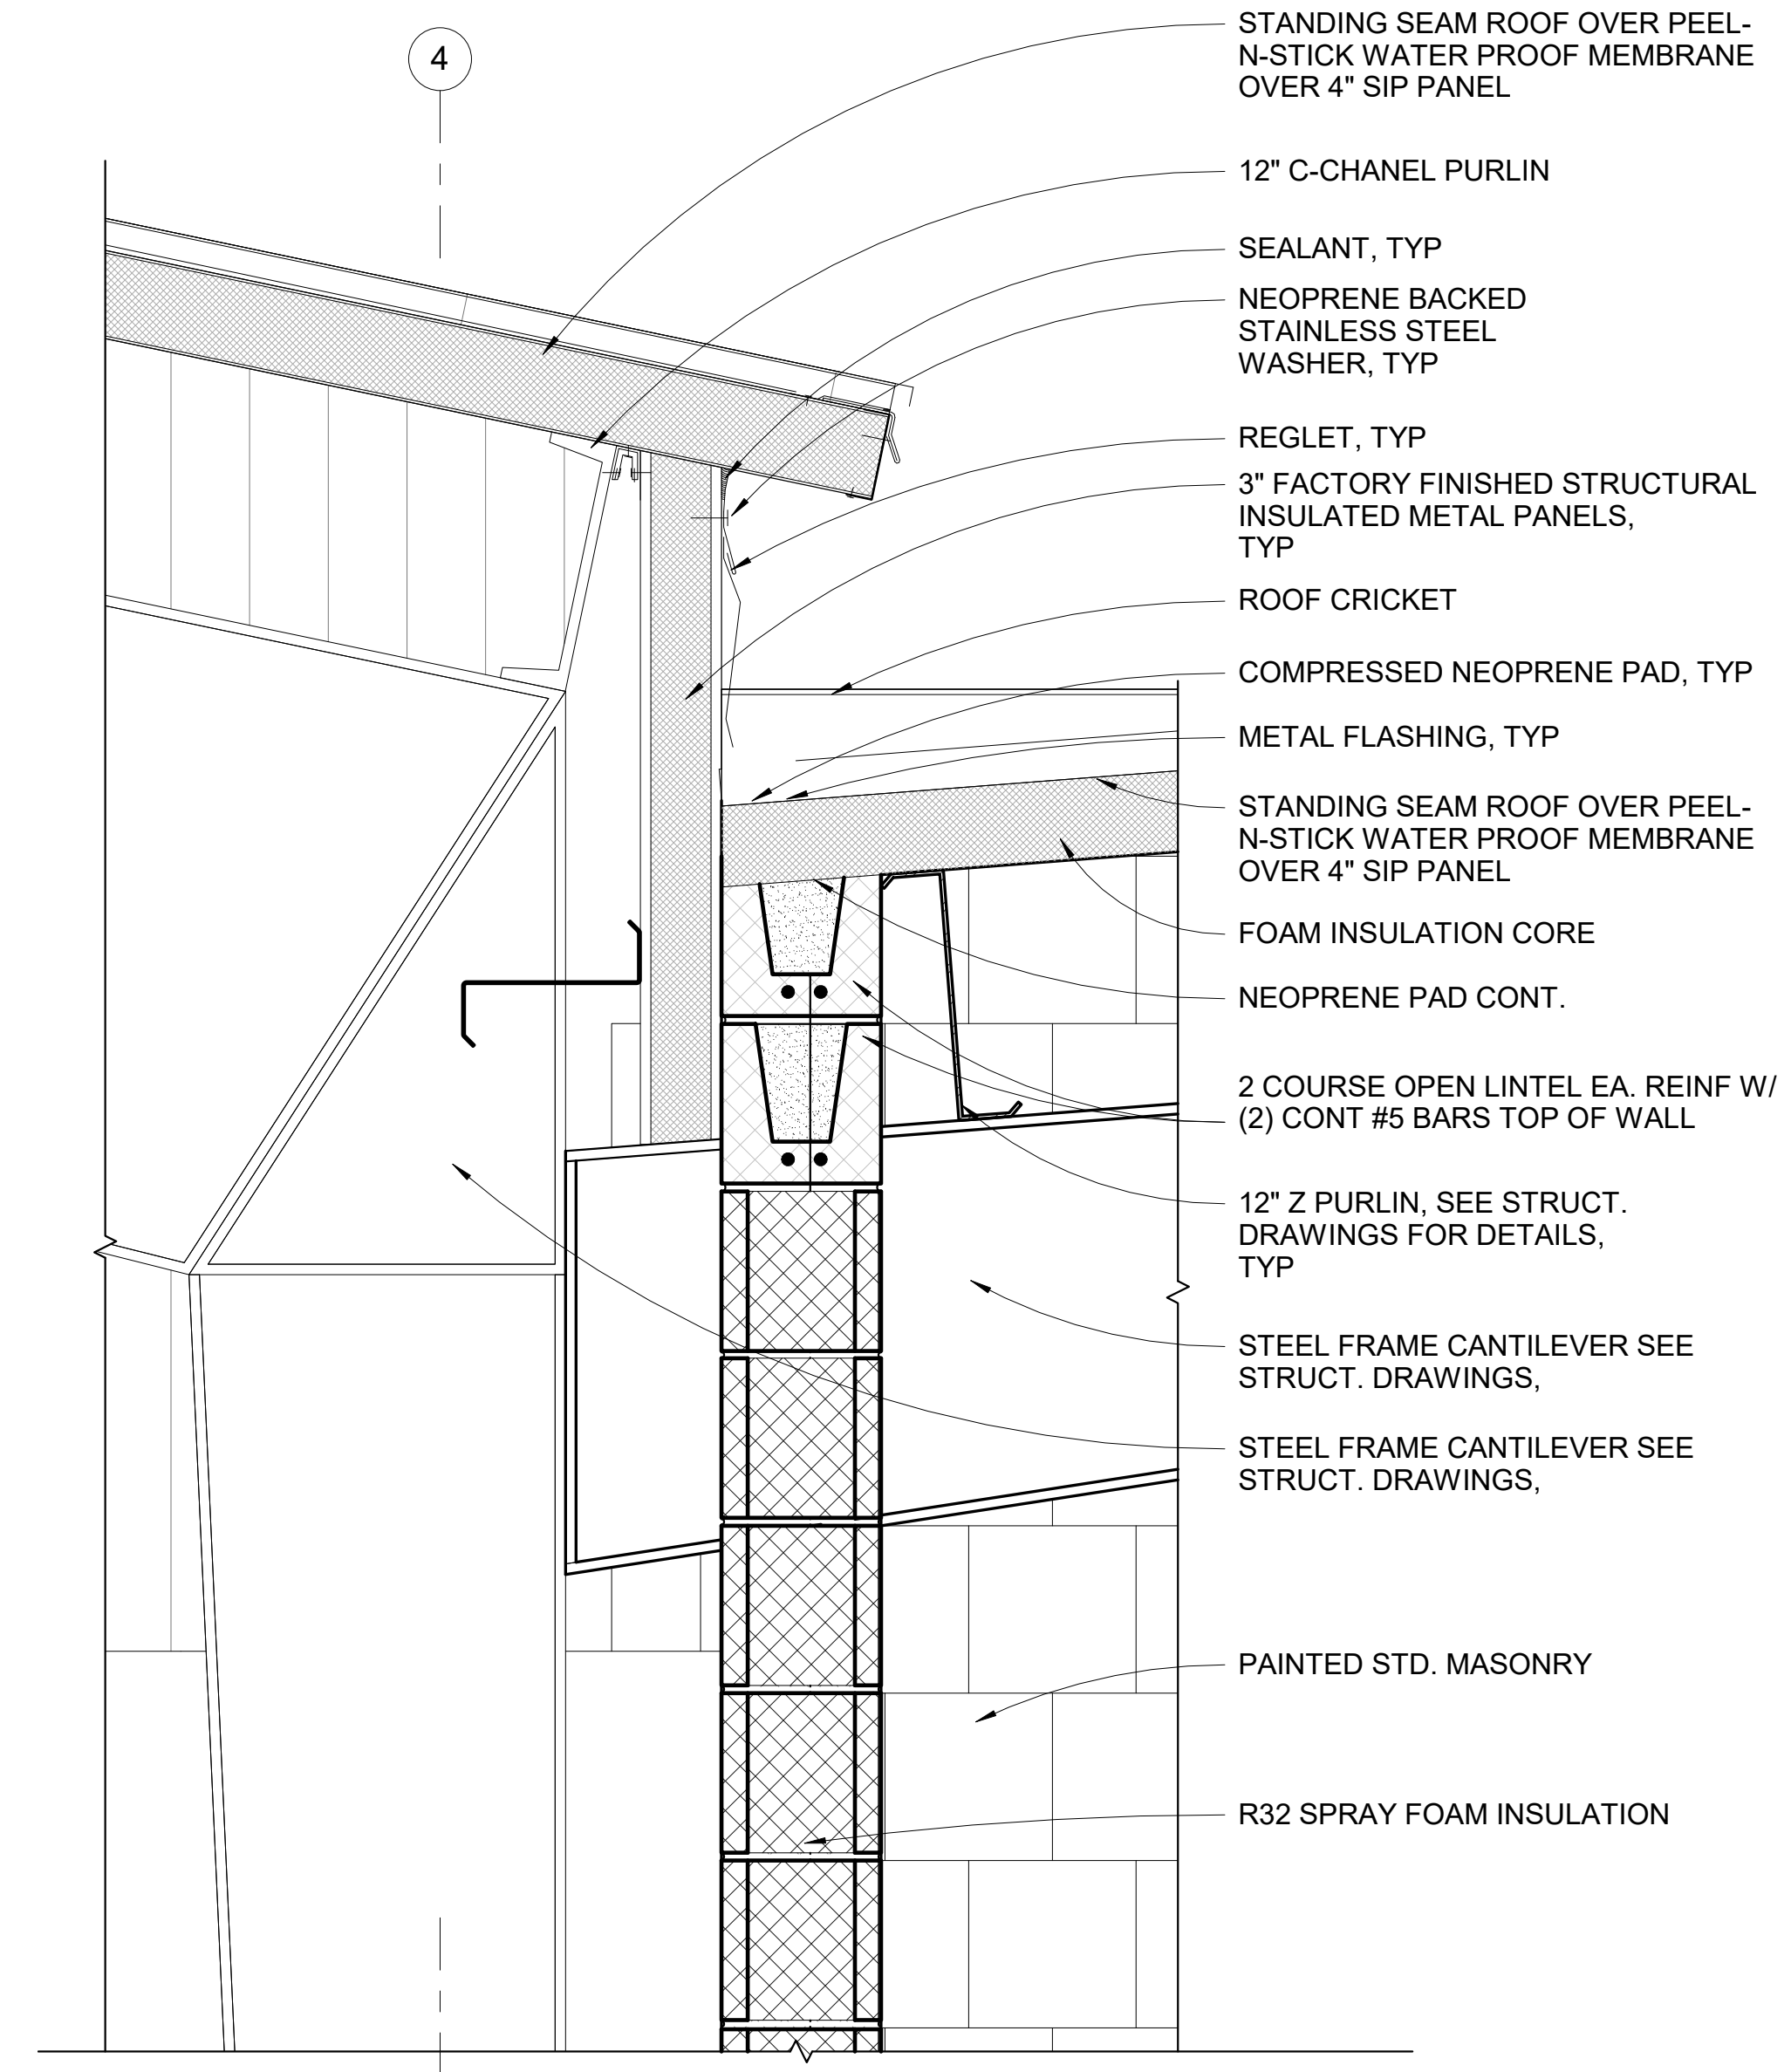 4
STANDING SEAM ROOF OVER PEEL-
N-STICK WATER PROOF MEMBRANE
OVER 4" SIP PANEL
12" C-CHANEL PURLIN
SEALANT, TYP
NEOPRENE BACKED
STAINLESS STEEL
WASHER, TYP
REGLET, TYP
3" FACTORY FINISHED STRUCTURAL
INSULATED METAL PANELS,
TYP
ROOF CRICKET
COMPRESSED NEOPRENE PAD, TYP
METAL FLASHING, TYP
STANDING SEAM ROOF OVER PEEL-
N-STICK WATER PROOF MEMBRANE
OVER 4" SIP PANEL
FOAM INSULATION CORE
NEOPRENE PAD CONT.
2 COURSE OPEN LINTEL EA. REINF W/
(2) CONT #5 BARS TOP OF WALL
12" Z PURLIN, SEE STRUCT.
DRAWINGS FOR DETAILS,
TYP
STEEL FRAME CANTILEVER SEE
STRUCT. DRAWINGS,
STEEL FRAME CANTILEVER SEE
STRUCT. DRAWINGS,
PAINTED STD. MASONRY
R32 SPRAY FOAM INSULATION